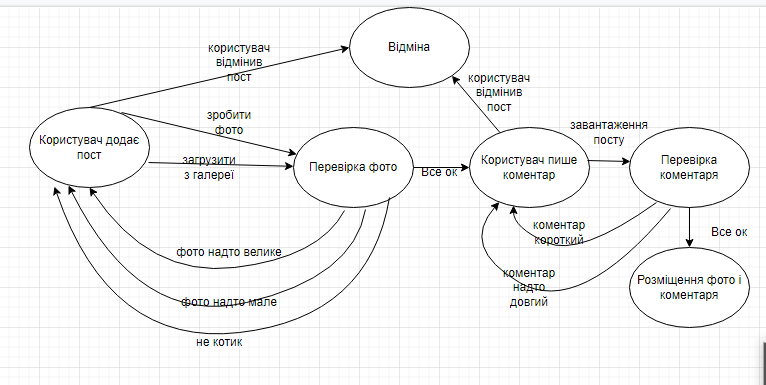 Відміна
користувач
відмінив
пост
користувач
відмінив
пост
зробити
фото
завантаження
посту
Користувач додає
пост
загрузити
з галереї
Перевірка фото
Все ок
Користувач пише
коментар
Перевірка
коментаря
коментар
короткий
Все ок
фото надто велике
коментар
надто
довгий
Розміщення фото і
коментаря
фото надто мале
не котик